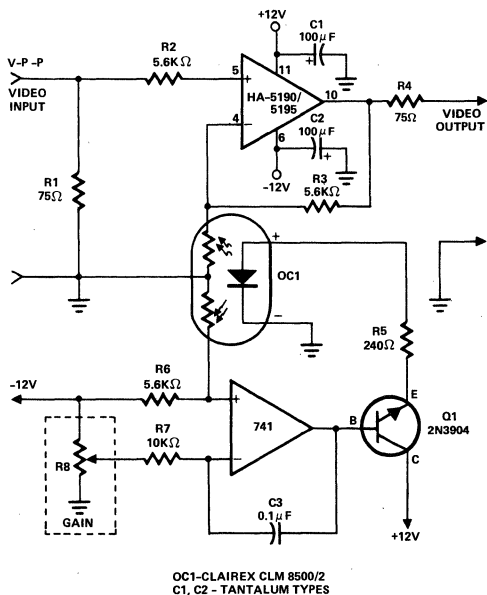 +12V
C1
100μF
+
V-P -P
VIDEO
INPUT
R2
5.6KΩ
5
+
11
HA-5190/
5195
10
R4
75Ω
VIDEO
OUTPUT
4
−
6
C2
100μF
+
-12V
R1
75Ω
R3
5.6KΩ
+
OC1
−
R5
240Ω
-12V
R6
5.6KΩ
+
741
−
R7
10KΩ
R8
GAIN
B
E
C
Q1
2N3904
C3
0.1μF
+12V
OC1-CLAIREX CLM 8500/2
C1, C2 - TANTALUM TYPES